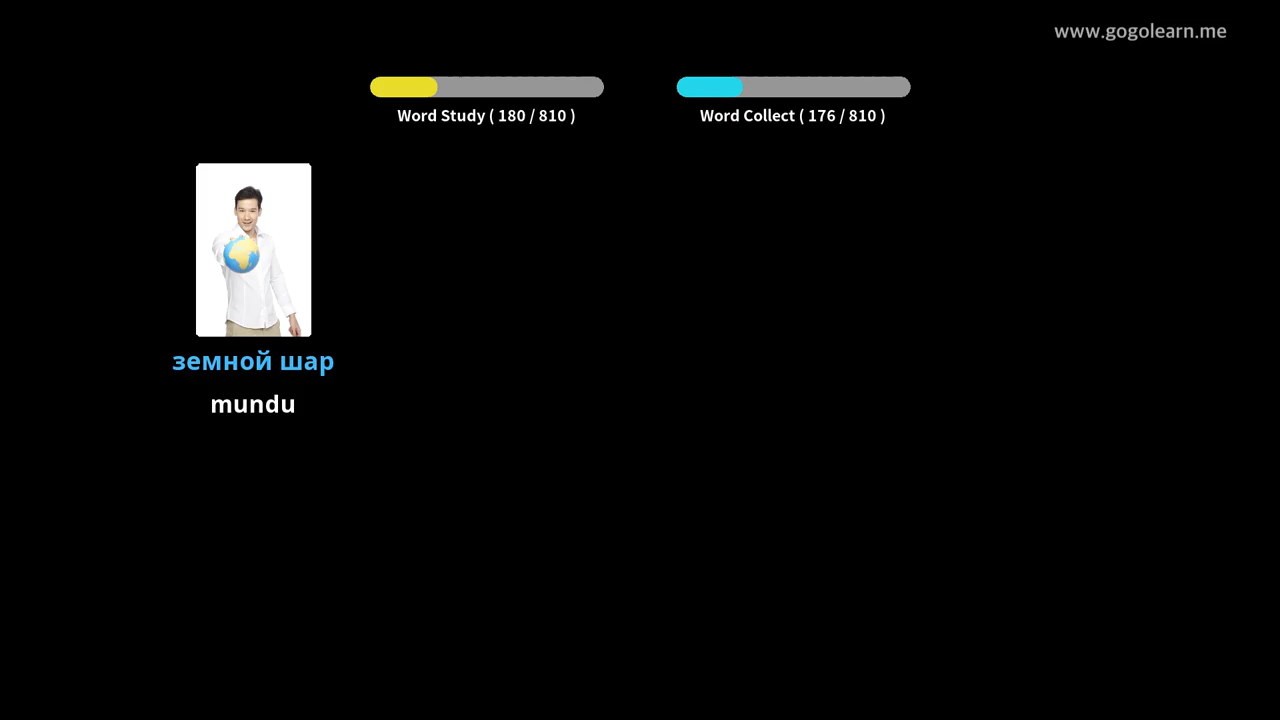 www.gogolearn.me
Word Study ( 180 / 810 )
Word Collect ( 176 / 810 )
земной шар
mundu